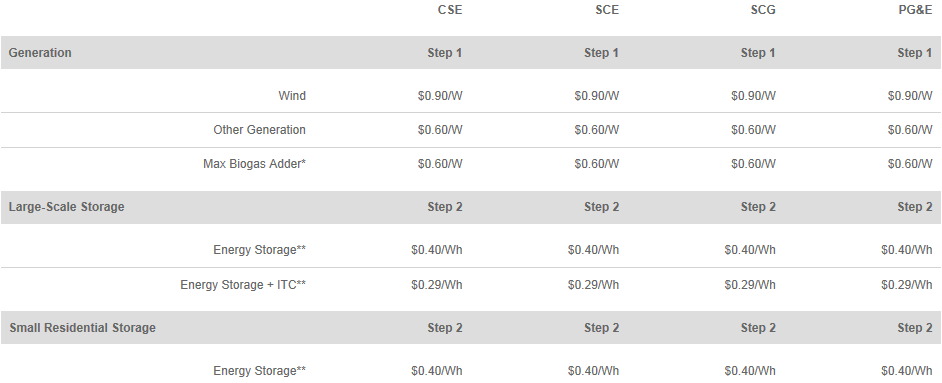 CSE SCE SCG PG&E
Generation Step 1 Step 1 Step 1 Step 1
Wind $0.90/W $0.90/W $0.90/W $0.90/W
Other Generation $0.60/W $0.60/W $0.60/W $0.60/W
Max Biogas Adder* $0.60/W $0.60/W $0.60/W $0.60/W
Large-Scale Storage Step 2 Step 2 Step 2 Step 2
Energy Storage** $0.40/Wh $0.40/Wh $0.40/Wh $0.40/Wh
Energy Storage + ITC** $0.29/Wh $0.29/Wh $0.29/Wh $0.29/Wh
Small Residential Storage Step 2 Step 2 Step 2 Step 2
Energy Storage** $0.40/Wh $0.40/Wh $0.40/Wh $0.40/Wh